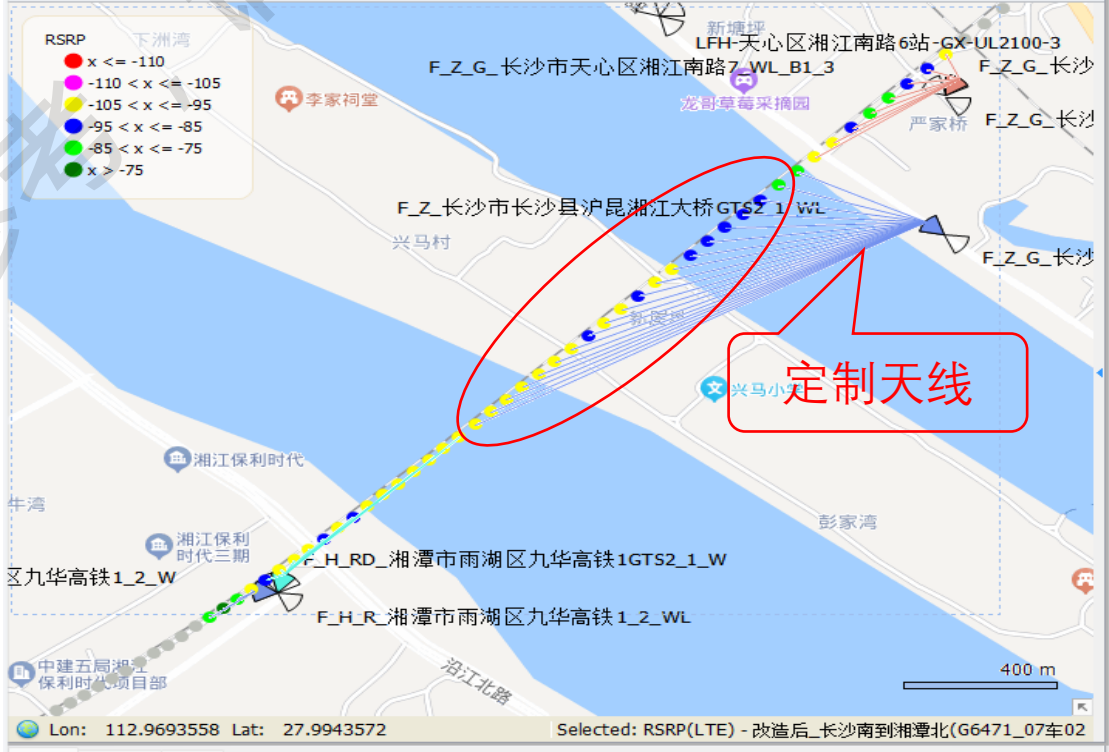 新塘坪
LFH-天心区湘江南路6站-GX-UL2100-3
RSRP
下洲湾
x <= -110
-110 < x <= -105
-105 < x <= -95
-95 < x <= -85
-85 < x <= -75
x > -75
F_Z_G_长沙市天心区湘江南路7_WL_B1_3
F_Z_G_长沙
李家祠堂
龙哥草莓采摘园
严家桥
F_Z_G_长沙
F_Z_长沙市长沙县沪昆湘江大桥GTS2_1_WL
兴马村
F_Z_G_长沙
定制天线
兴马小学
湘江保利时代
牛湾
彭家湾
湘江保利
时代三期
F_H_RD_湘潭市雨湖区九华高铁1GTS2_1_W
区九华高铁1_2_W
F_H_R_湘潭市雨湖区九华高铁1_2_WL
中建五局湘江
保利时代项目部
沿江北路
400 m
Lon: 112.9693558 Lat: 27.9943572
Selected: RSRP(LTE) - 改造后_长沙南到湘潭北(G6471_07车02